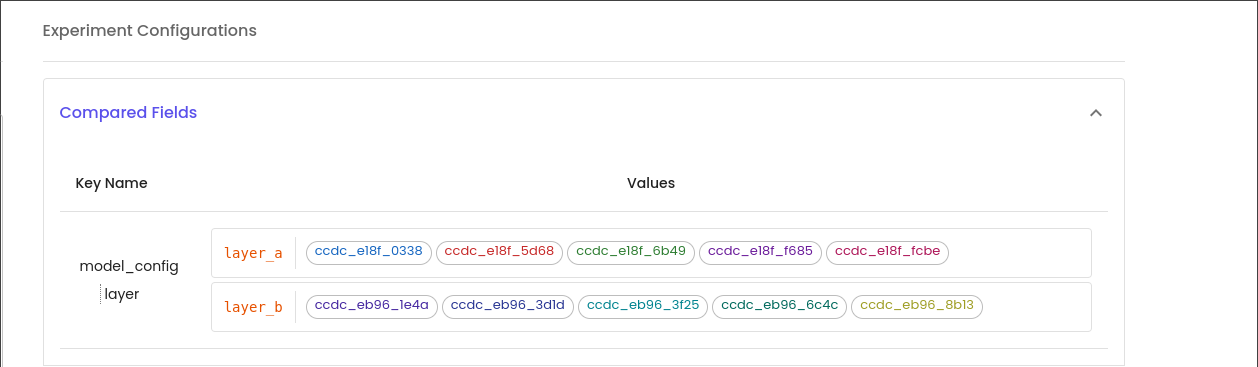 Experiment Configurations
Compared Fields
Key Name Values
model_config
layer
layer_a ccdc_e18f_0338 ccdc_e18f_5d68 ccdc_e18f_6b49 ccdc_e18f_f685 ccdc_e18f_fcbe
layer_b ccdc_eb96_1e4a ccdc_eb96_3d1d ccdc_eb96_3f25 ccdc_eb96_6c4c ccdc_eb96_8b13